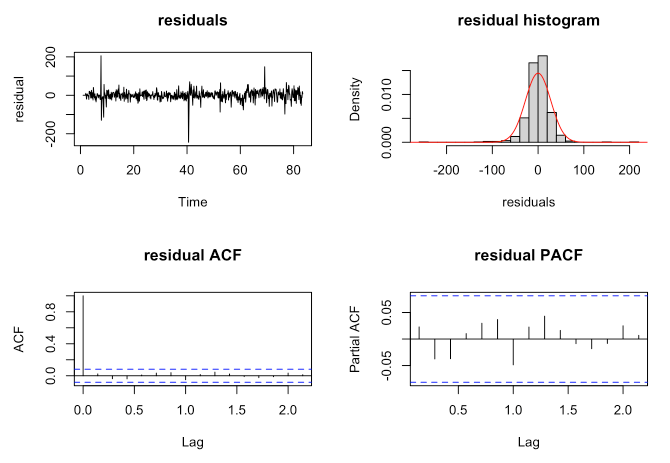 residuals
residual
200
0
-200
0 20 40 60 80
Time
residual histogram
Density
0.010
0.000
-200 -100 0 100 200
residuals
residual ACF
ACF
0.8
0.4
0.0
0.0 0.5 1.0 1.5 2.0
Lag
residual PACF
Partial ACF
0.05
-0.05
0.5 1.0 1.5 2.0
Lag